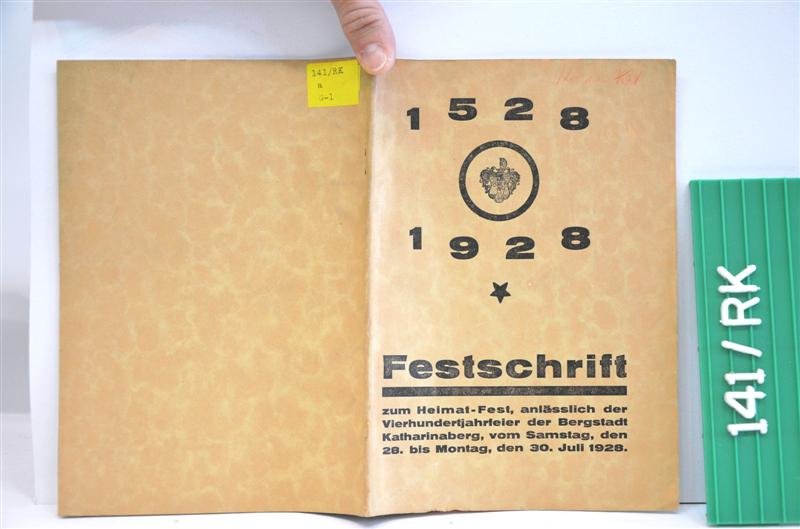 141/RK
a
G-1
1528
1928
Festschrift
zum Heimat-Fest, anlässlich der
Vierhundertjahrfeier der Bergstadt
Katharinaberg, vom Samstag, den
28. bis Montag, den 30. Juli 1928.
141/RK